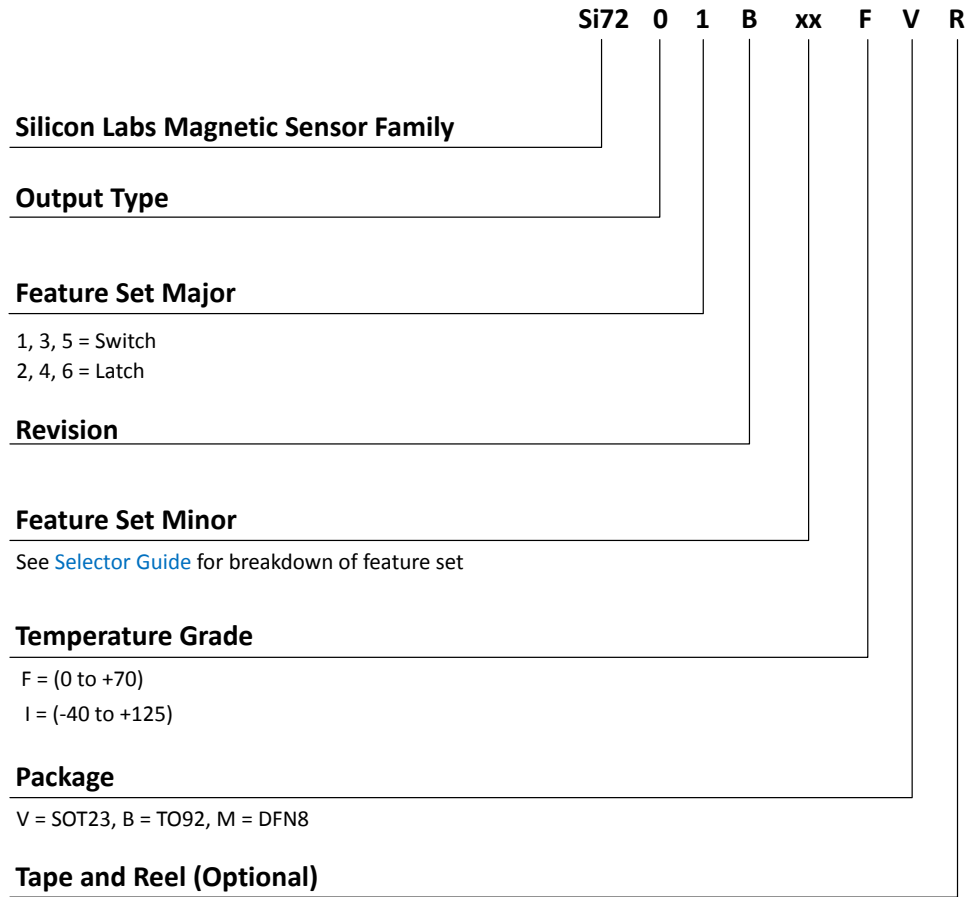 Si72 0 1 B xx F V R
Silicon Labs Magnetic Sensor Family
Output Type
Feature Set Major
1, 3, 5 = Switch
2, 4, 6 = Latch
Revision
Feature Set Minor
See Selector Guide for breakdown of feature set
Temperature Grade
F = (0 to +70)
I = (-40 to +125)
Package
V = SOT23, B = TO92, M = DFN8
Tape and Reel (Optional)